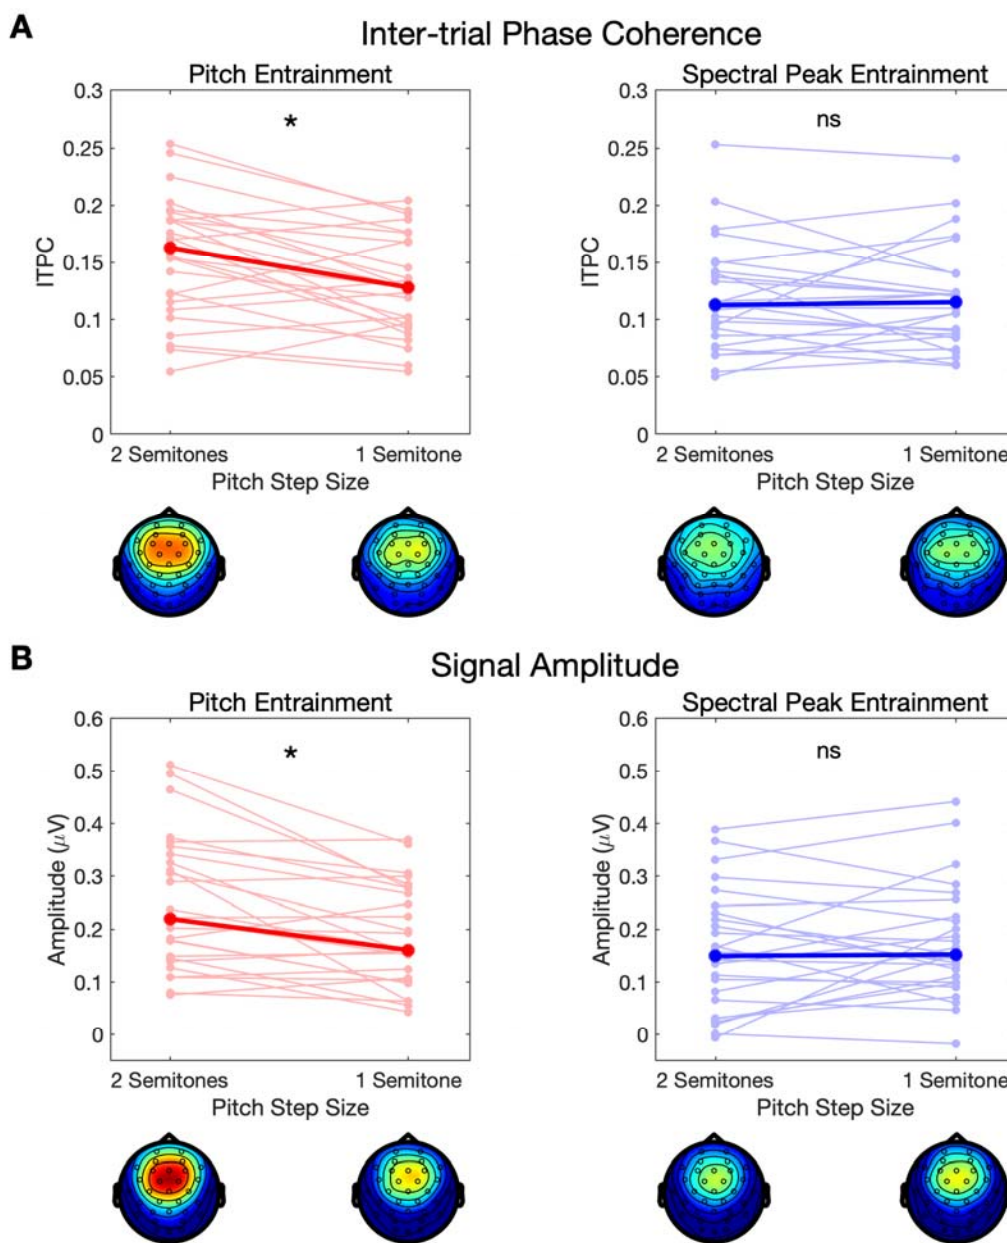 A
Inter-trial Phase Coherence
Pitch Entrainment
Spectral Peak Entrainment
0.3
0.25
0.2
0.15
0.1
0.05
0
ITPC
*
2 Semitones
1 Semitone
Pitch Step Size
0.3
0.25
0.2
0.15
0.1
0.05
0
ITPC
ns
2 Semitones
1 Semitone
Pitch Step Size
B
Signal Amplitude
Pitch Entrainment
Spectral Peak Entrainment
0.6
0.5
0.4
0.3
0.2
0.1
0
Amplitude (μV)
*
2 Semitones
1 Semitone
Pitch Step Size
0.6
0.5
0.4
0.3
0.2
0.1
0
Amplitude (μV)
ns
2 Semitones
1 Semitone
Pitch Step Size